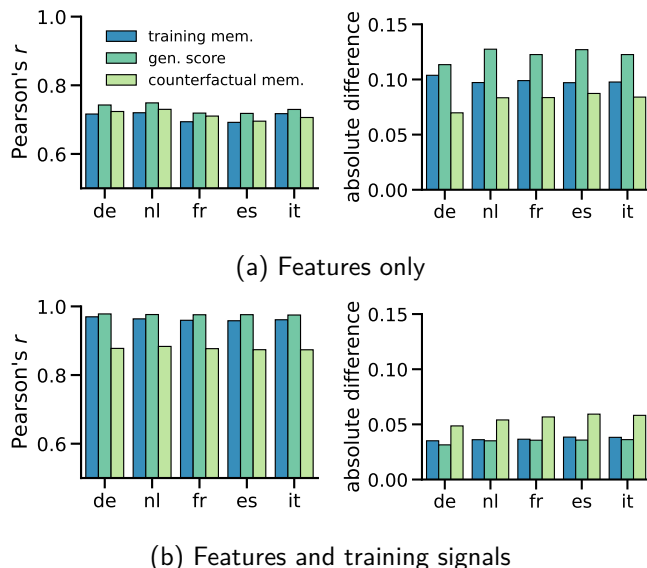 Pearson's r
1.0
0.8
0.6
training mem.
gen. score
counterfactual mem.
de nl fr es it
absolute difference
0.15
0.10
0.05
0.00
de nl fr es it
(a) Features only
Pearson's r
1.0
0.8
0.6
de nl fr es it
absolute difference
0.15
0.10
0.05
0.00
de nl fr es it
(b) Features and training signals